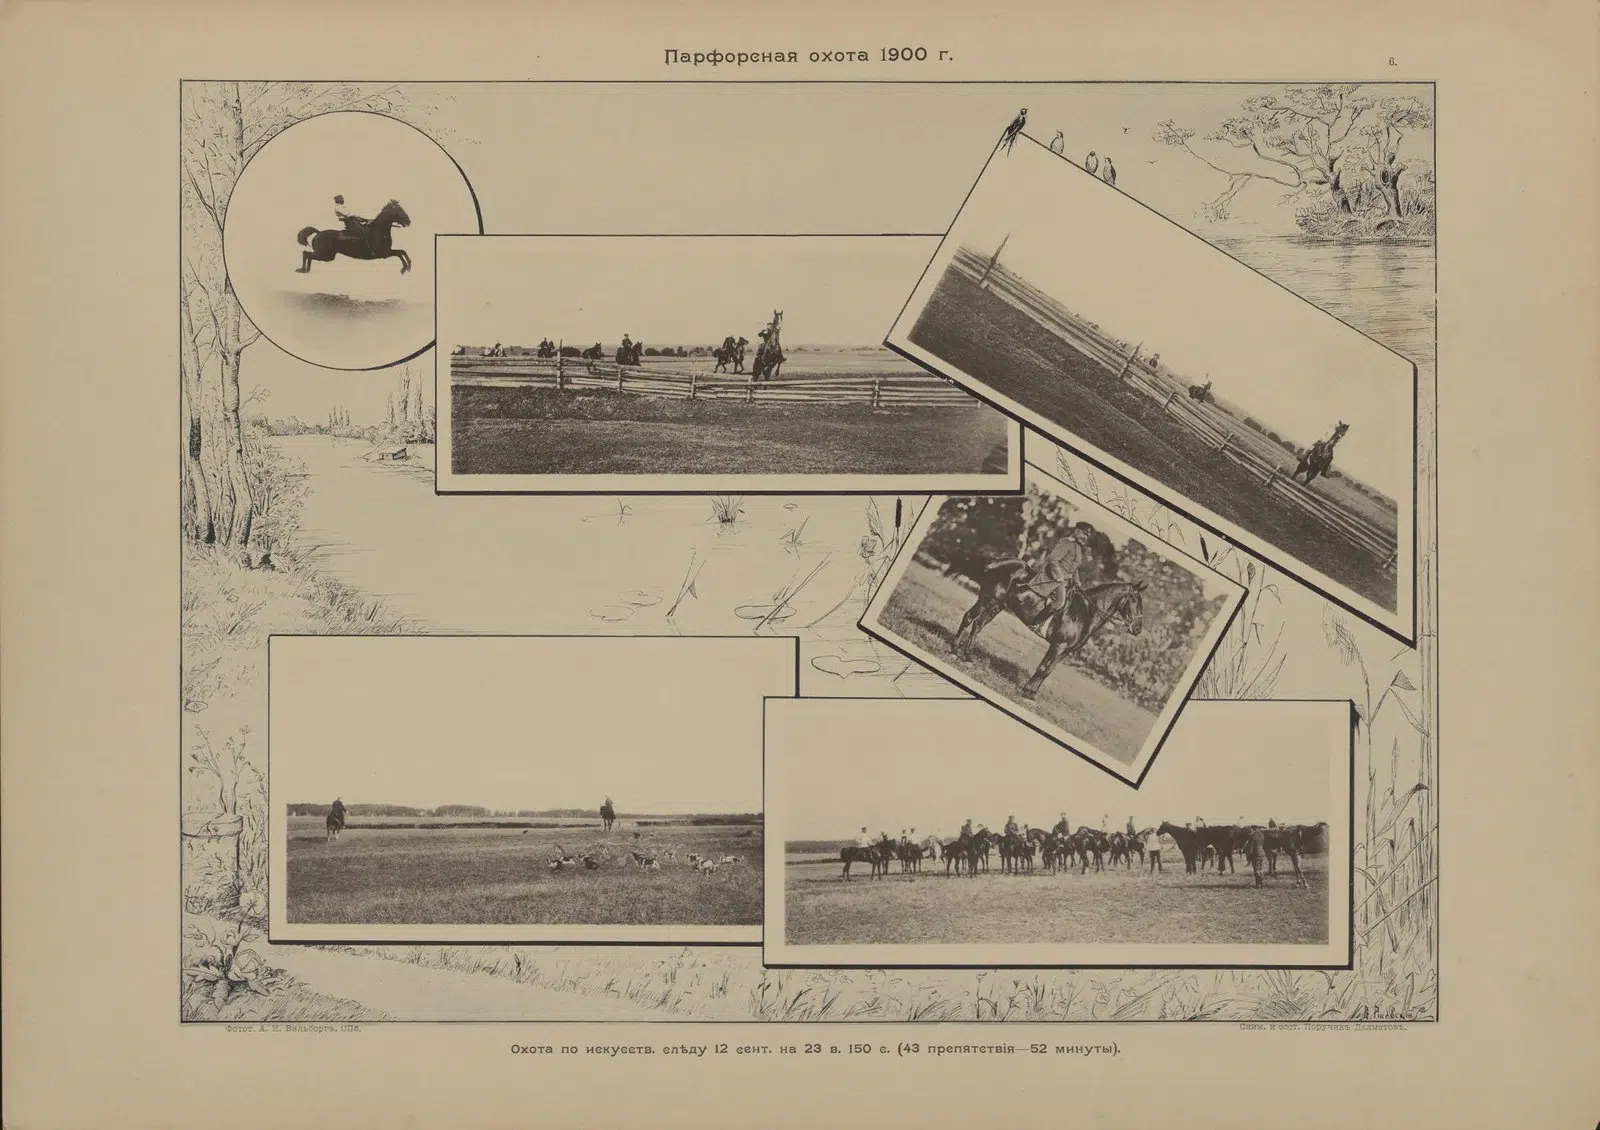 Парфорсная охота 1900 г.
6.
Фотот. А. И. Вильборгъ, СПб.
Сним. и сост. Поручикъ Далматовъ.
Охота по искусств. слѣду 12 сент. на 23 в. 150 с. (43 препятствія—52 минуты).